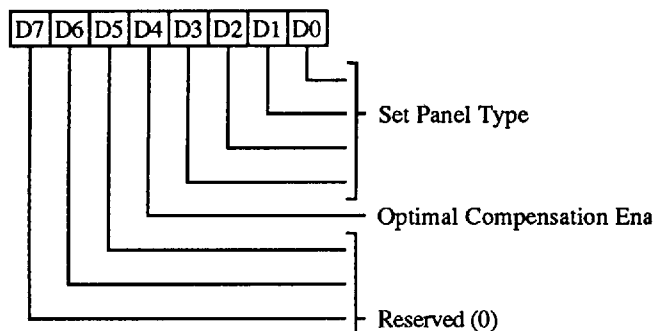 D7 D6 D5 D4 D3 D2 D1 D0
Set Panel Type
Optimal Compensation Ena
Reserved (0)